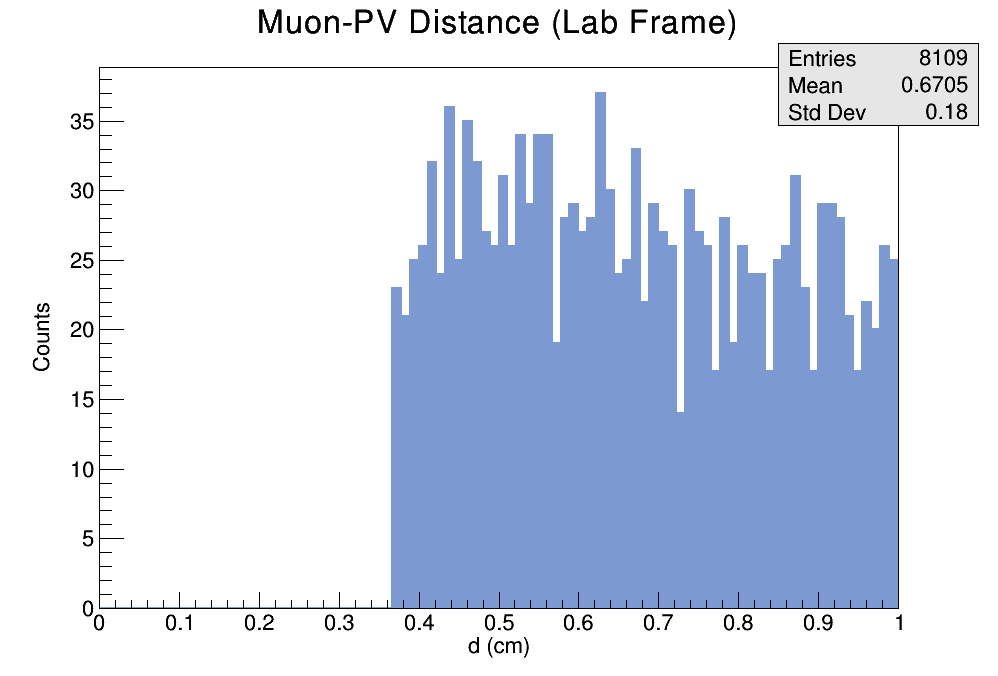 Muon-PV Distance (Lab Frame)
Entries 8109
Mean 0.6705
Std Dev 0.18
35
30
25
20
15
10
5
0
Counts
0 0.1 0.2 0.3 0.4 0.5 0.6 0.7 0.8 0.9 1
d (cm)